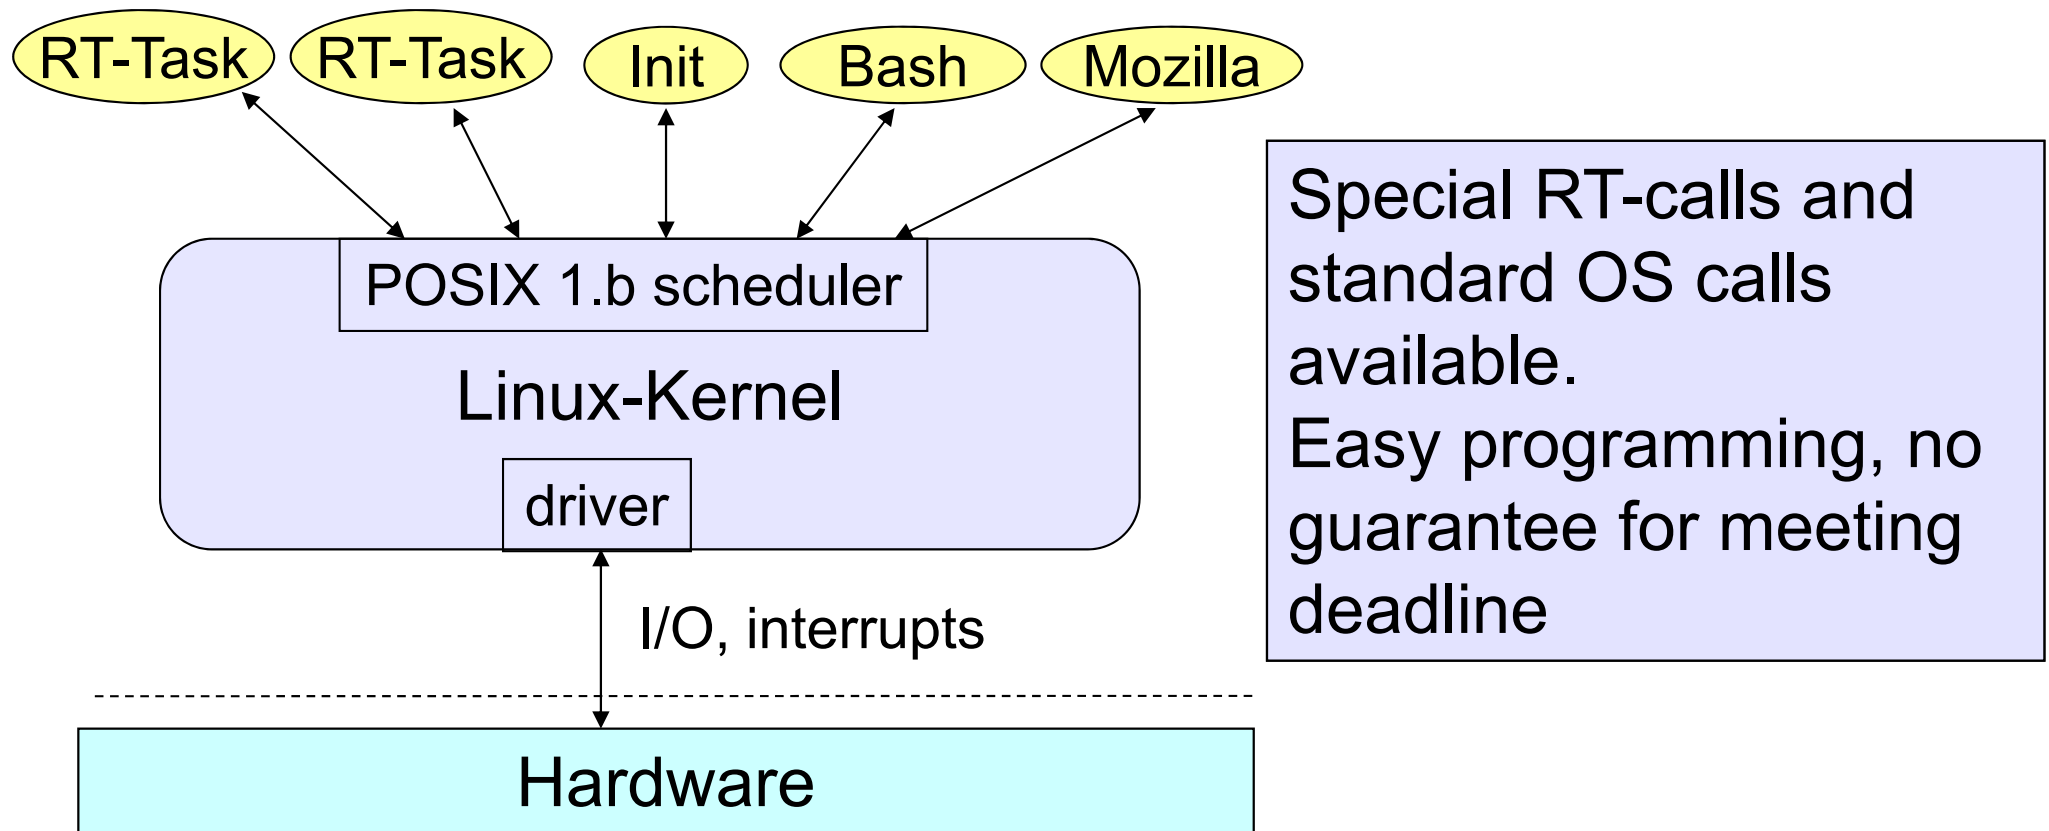 RT-Task
RT-Task
Init
Bash
Mozilla
POSIX 1.b scheduler
Linux-Kernel
driver
I/O, interrupts
Hardware
Special RT-calls and
standard OS calls
available.
Easy programming, no
guarantee for meeting
deadline